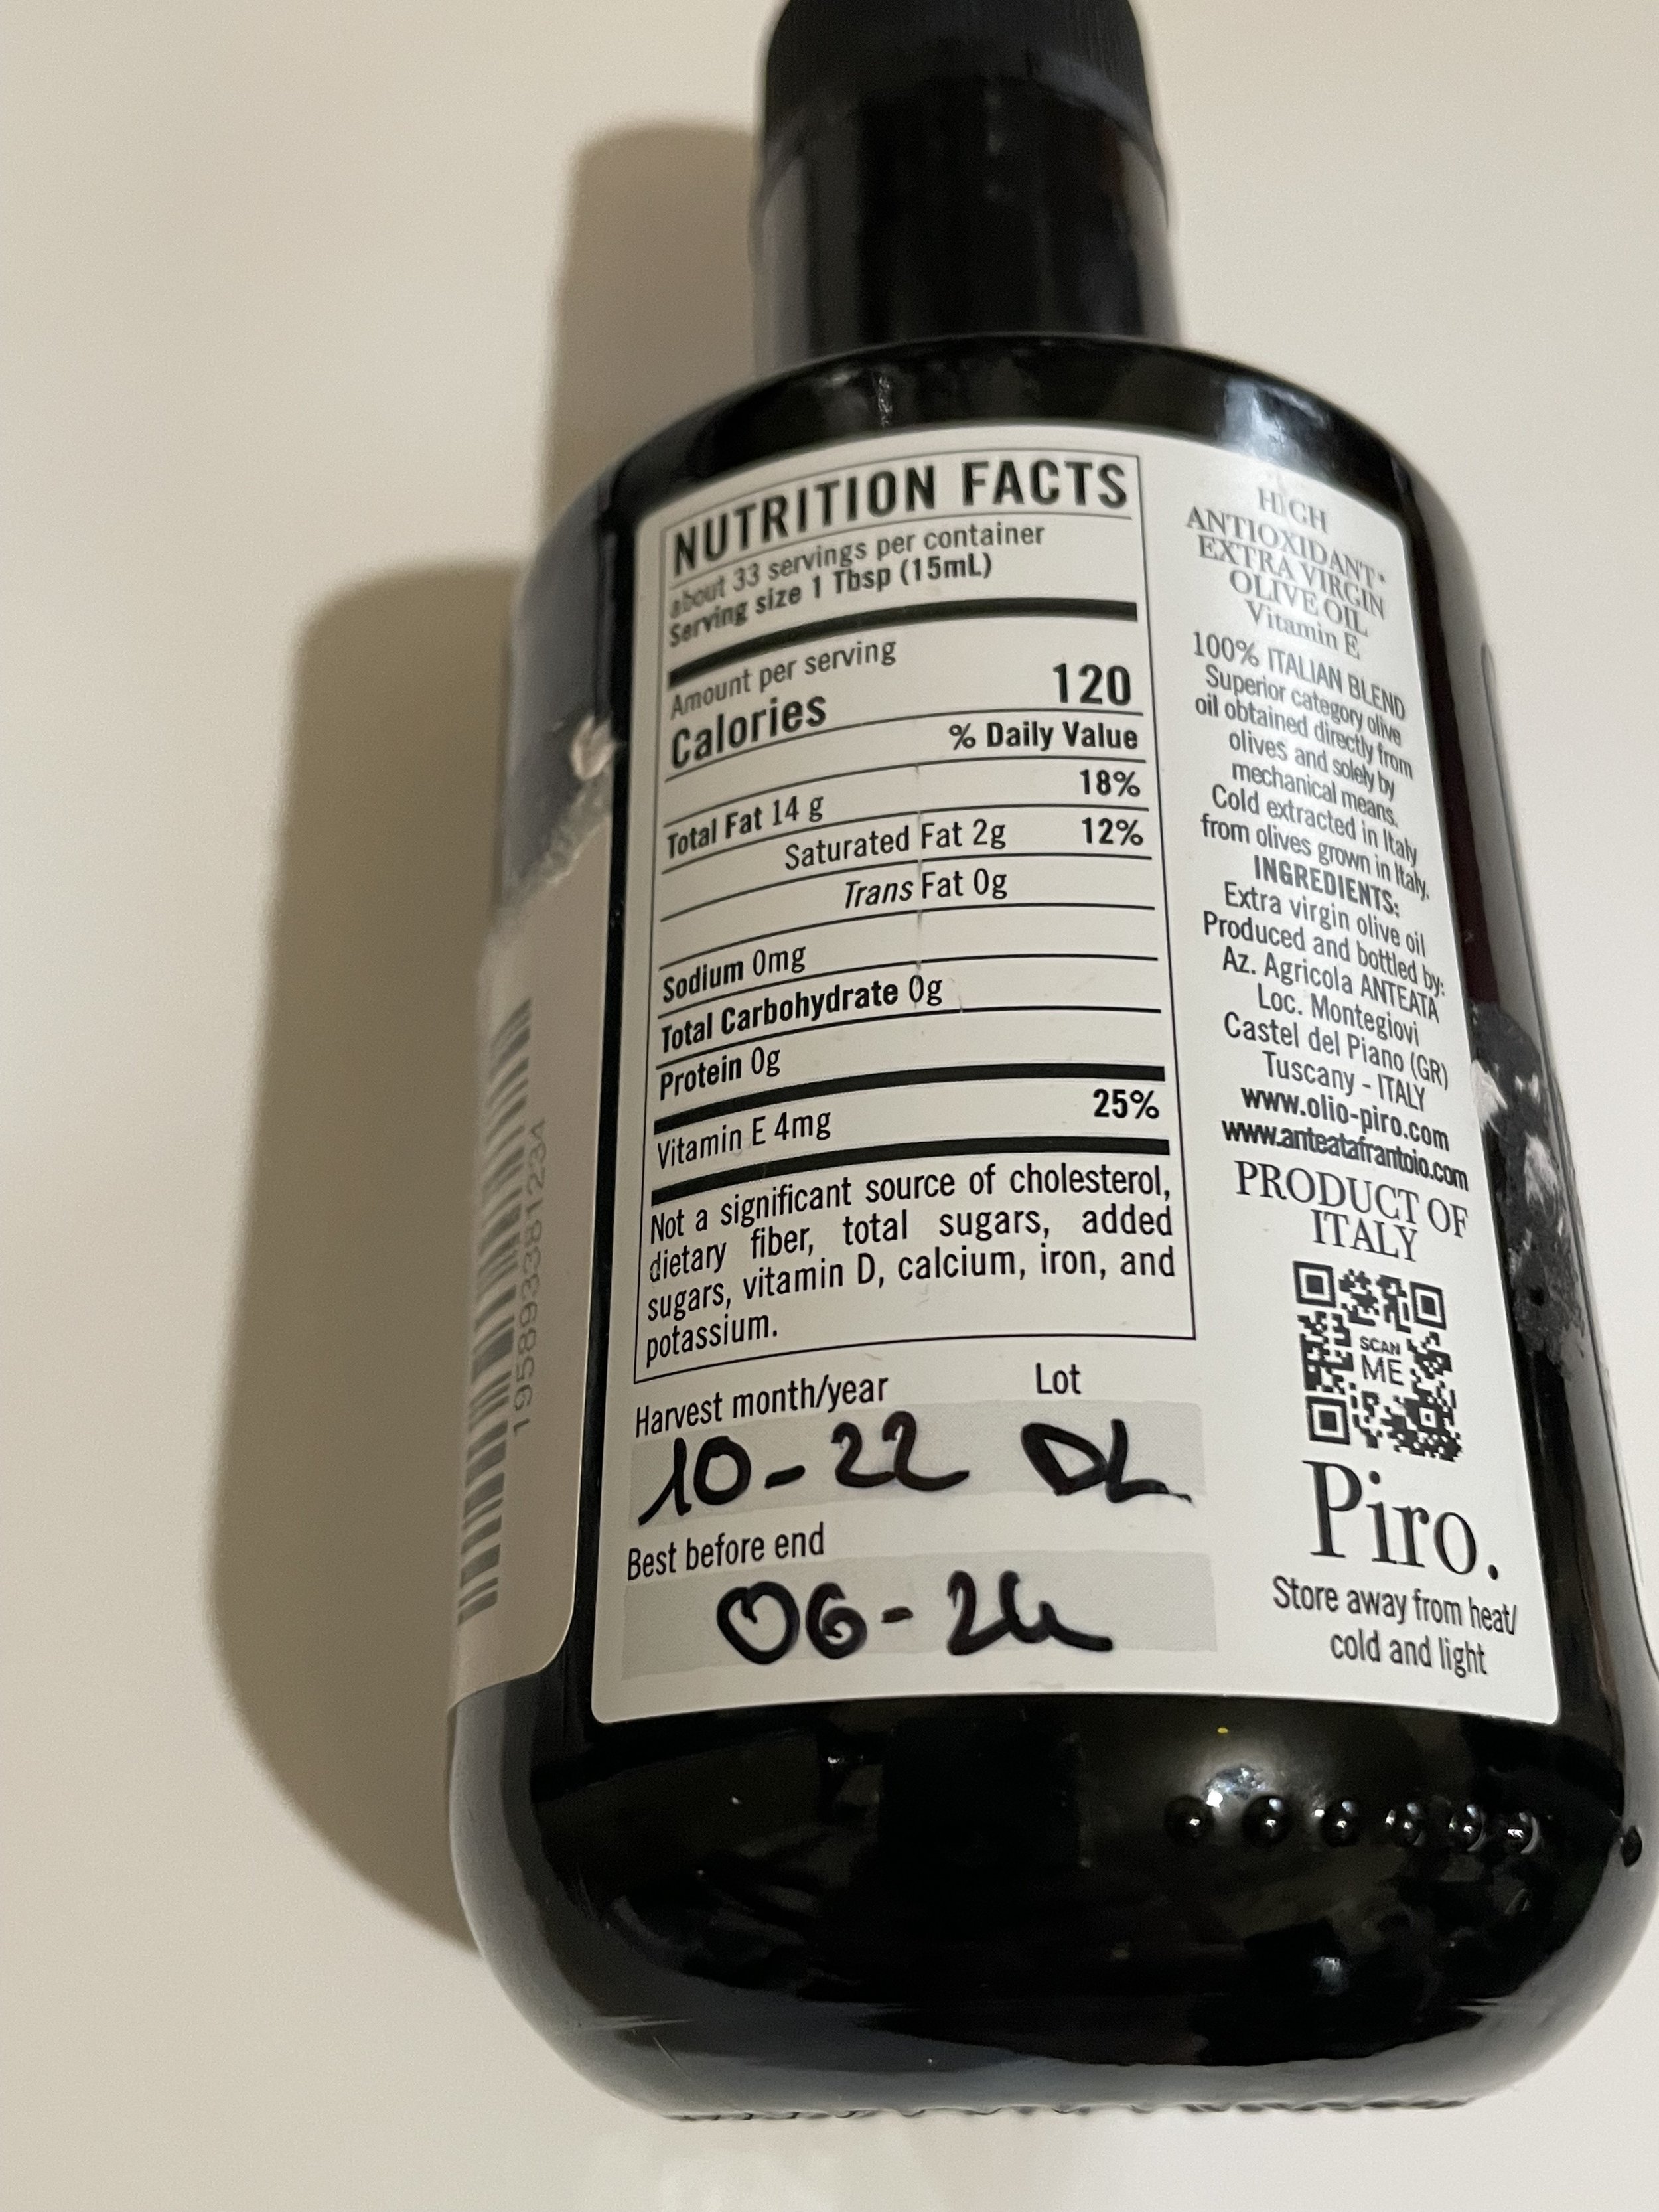 NUTRITION FACTS
about 33 servings per container
Serving size 1 Tbsp (15mL)
Amount per serving
Calories 120
% Daily Value
Total Fat 14 g 18%
Saturated Fat 2g 12%
Trans Fat 0g
Sodium 0mg
Total Carbohydrate 0g
Protein 0g
Vitamin E 4mg 25%
Not a significant source of cholesterol,
dietary fiber, total sugars, added
sugars, vitamin D, calcium, iron, and
potassium.
Harvest month/year Lot
10-22 DL
Best before end
06-24
HIGH
ANTIOXIDANT*
EXTRA VIRGIN
OLIVE OIL
Vitamin E
100% ITALIAN BLEND
Superior category olive
oil obtained directly from
olives and solely by
mechanical means.
Cold extracted in Italy
from olives grown in Italy.
INGREDIENTS:
Extra virgin olive oil
Produced and bottled by:
Az. Agricola ANTEATA
Loc. Montegiovi
Castel del Piano (GR)
Tuscany - ITALY
www.olio-piro.com
www.anteatafrantoio.com
PRODUCT OF
ITALY
SCAN
ME
Piro.
Store away from heat/
cold and light
195893381234